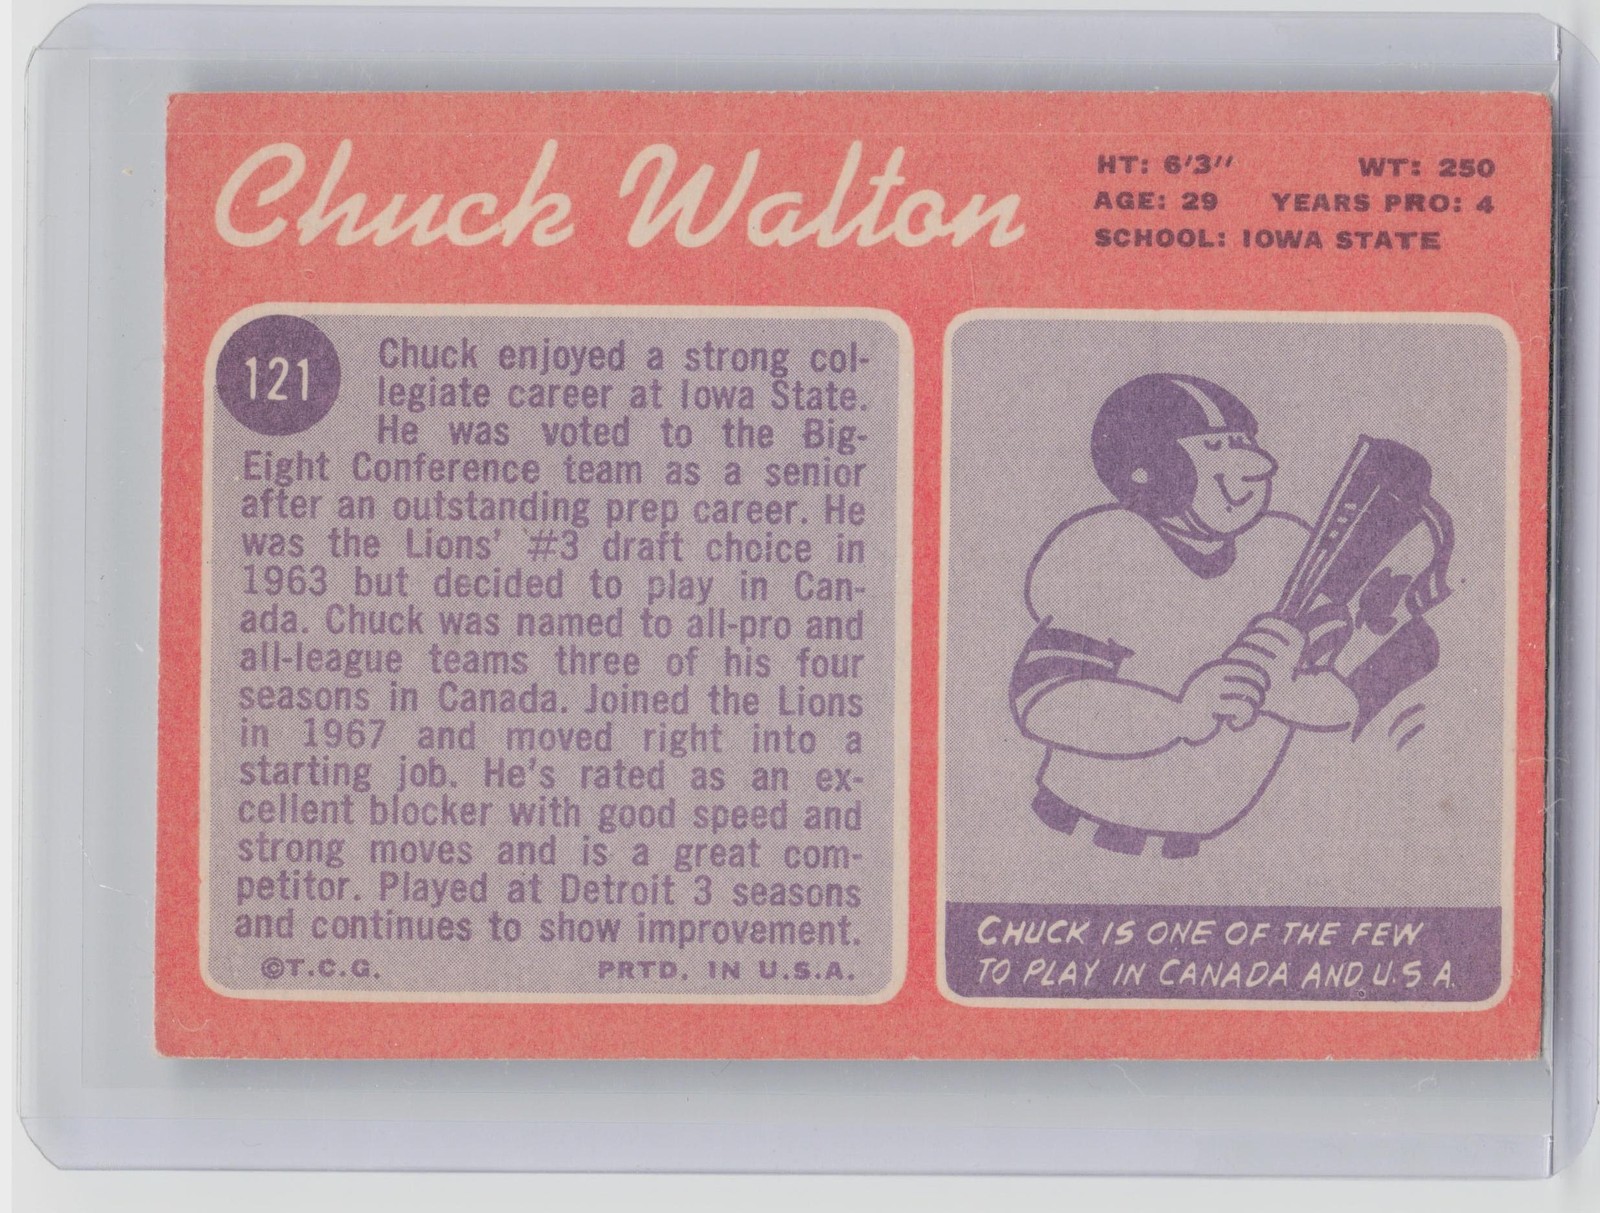 Chuck Walton
HT: 6'3'' WT: 250
AGE: 29 YEARS PRO: 4
SCHOOL: IOWA STATE
121
Chuck enjoyed a strong col-
legiate career at Iowa State.
He was voted to the Big-
Eight Conference team as a senior
after an outstanding prep career. He
was the Lions' #3 draft choice in
1963 but decided to play in Can-
ada. Chuck was named to all-pro and
all-league teams three of his four
seasons in Canada. Joined the Lions
in 1967 and moved right into a
starting job. He's rated as an ex-
cellent blocker with good speed and
strong moves and is a great com-
petitor. Played at Detroit 3 seasons
and continues to show improvement.
©T.C.G. PRTD. IN U.S.A.
CHUCK IS ONE OF THE FEW
TO PLAY IN CANADA AND U.S.A.